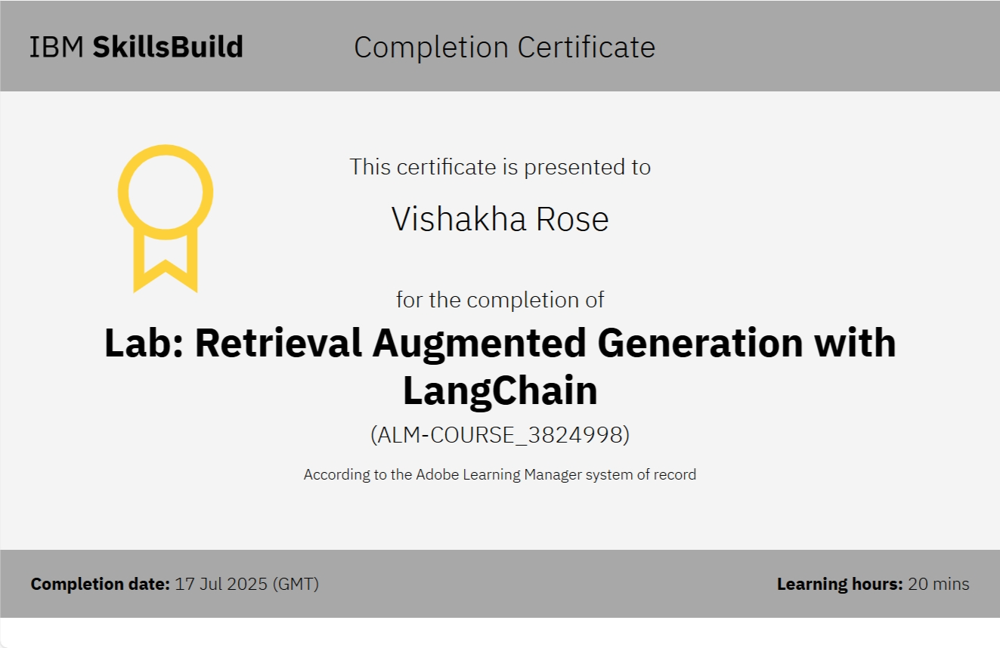 IBM SkillsBuild
Completion Certificate
This certificate is presented to
Vishakha Rose
for the completion of
Lab: Retrieval Augmented Generation with
LangChain
(ALM-COURSE_3824998)
According to the Adobe Learning Manager system of record
Completion date: 17 Jul 2025 (GMT)
Learning hours: 20 mins